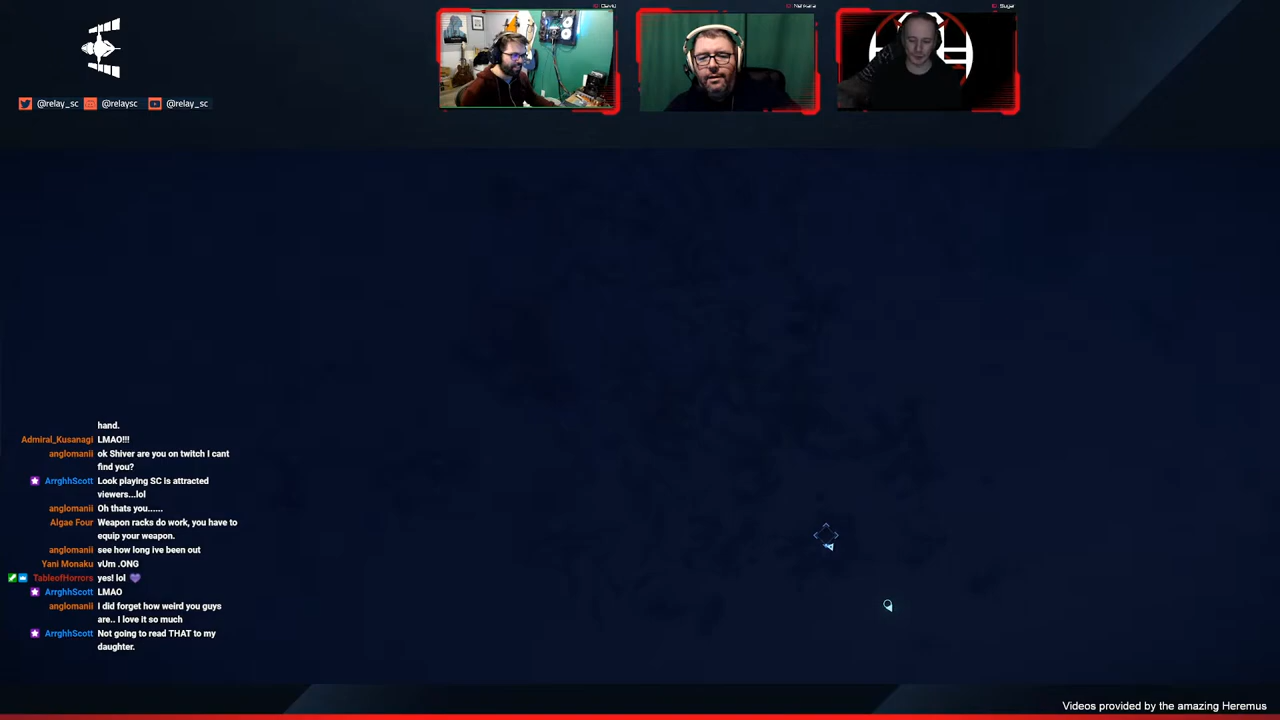 David
Nehkara
Sugar
@relay_sc
@relaysc
@relay_sc
hand.
Admiral_Kusanagi LMAO!!!
anglomanii ok Shiver are you on twitch I cant
find you?
ArrghhScott Look playing SC is attracted
viewers...lol
anglomanii Oh thats you......
Algae Four Weapon racks do work, you have to
equip your weapon.
anglomanii see how long ive been out
Yani Monaku vUm .ONG
TableofHorrors yes! lol
ArrghhScott LMAO
anglomanii I did forget how weird you guys
are.. I love it so much
ArrghhScott Not going to read THAT to my
daughter.
Videos provided by the amazing Heremus